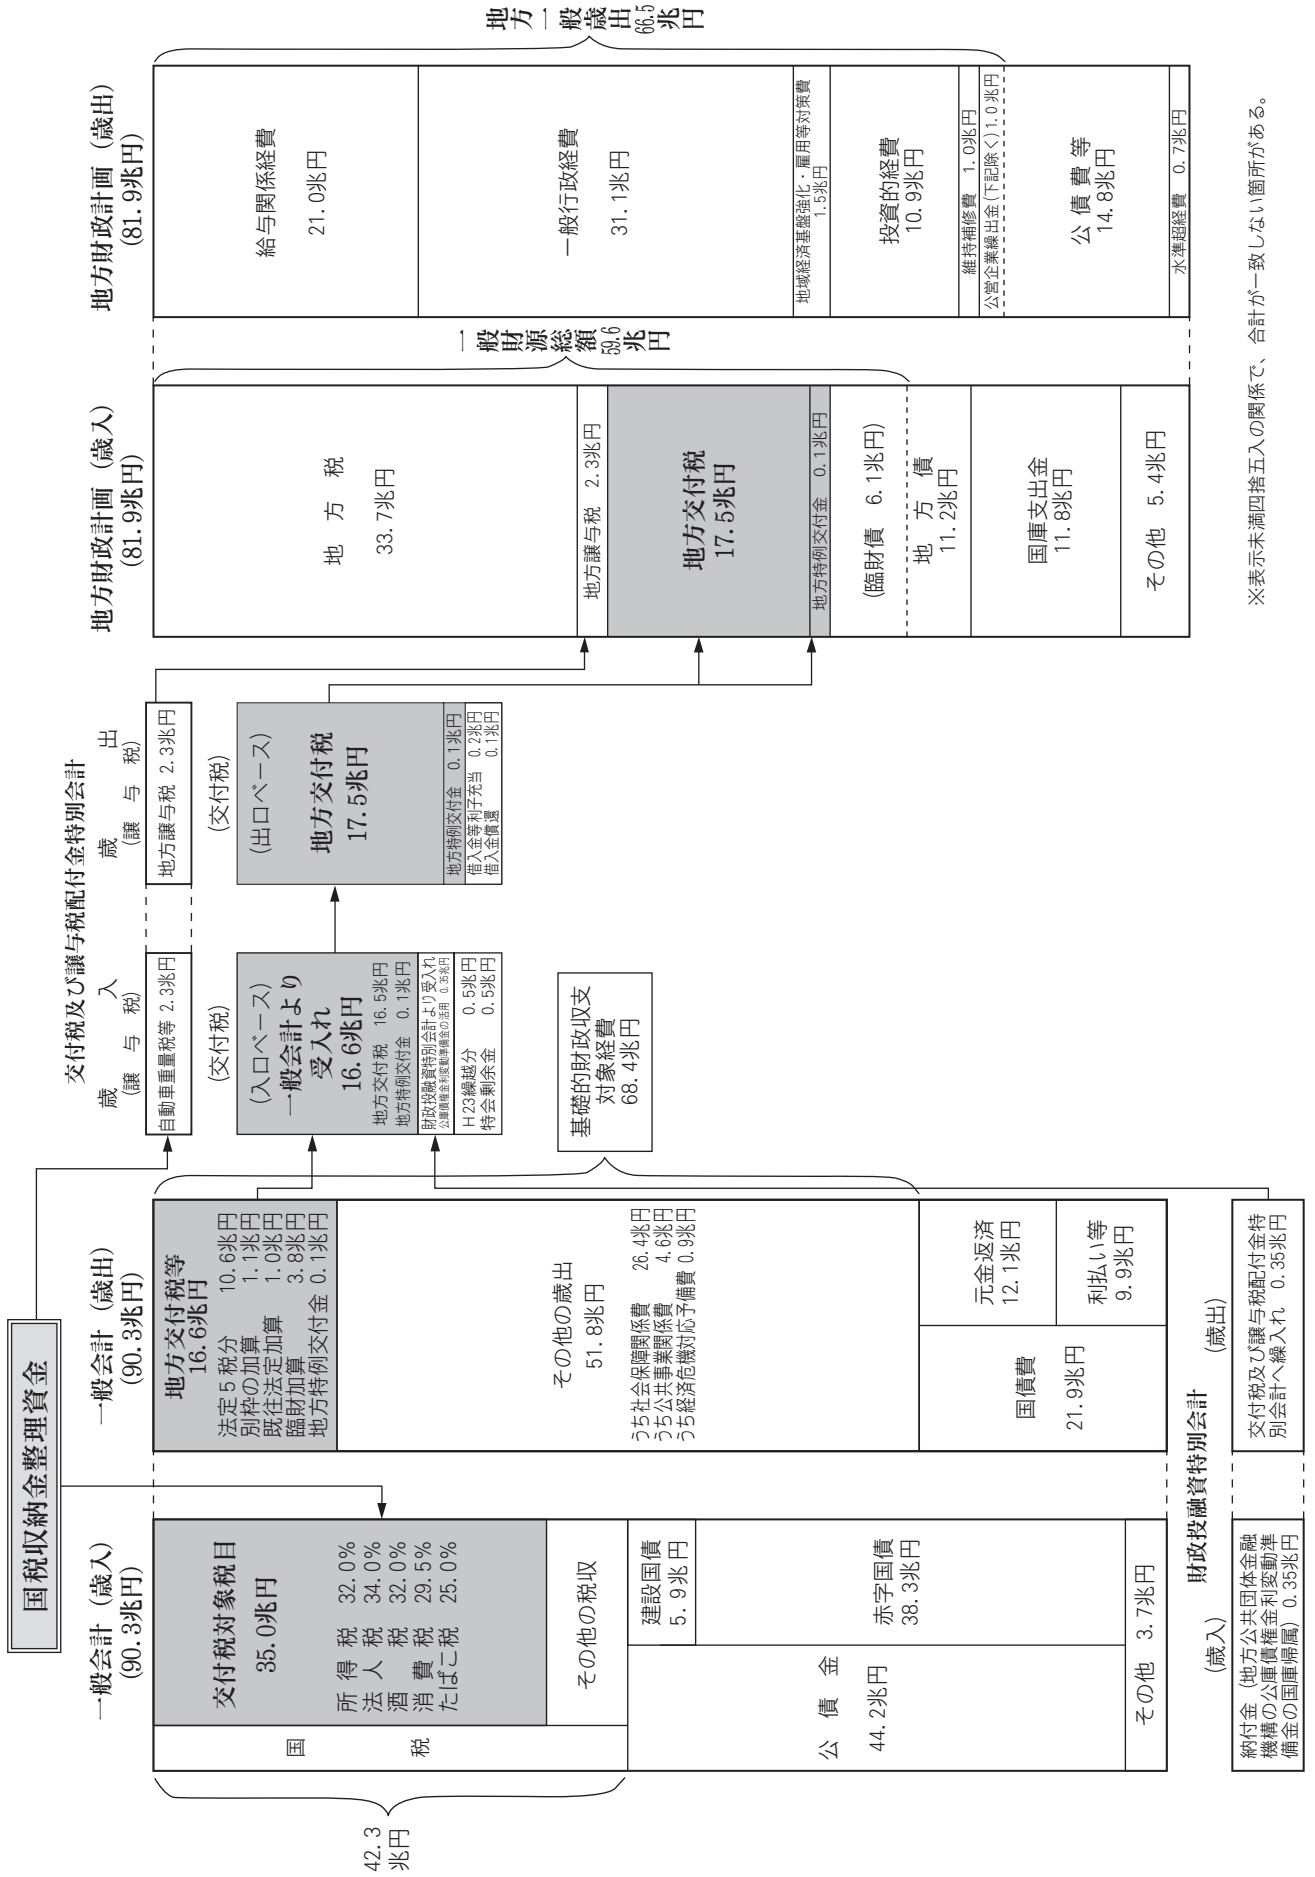 国税収納金整理資金
一般会計（歳入）
(90.3兆円)
42.3
兆円
国税
交付税対象税目
35.0兆円
所得税 32.0%
法人税 34.0%
酒税 32.0%
消費税 29.5%
たばこ税 25.0%
その他の税収
公債金
44.2兆円
建設国債
5.9兆円
赤字国債
38.3兆円
その他 3.7兆円
一般会計（歳出）
(90.3兆円)
地方交付税等
16.6兆円
法定５税分 10.6兆円
別枠の加算 1.1兆円
既往法定加算 1.0兆円
臨財加算 3.8兆円
地方特例交付金 0.1兆円
その他の歳出
51.8兆円
うち社会保障関係費 26.4兆円
うち公共事業関係費 4.6兆円
うち経済危機対応予備費 0.9兆円
国債費
21.9兆円
元金返済
12.1兆円
利払い等
9.9兆円
基礎的財政収支
対象経費
68.4兆円
財政投融資特別会計
（歳入）
納付金（地方公共団体金融
機構の公庫債権金利変動準
備金の国庫帰属）0.35兆円
（歳出）
交付税及び譲与税配付金特
別会計へ繰入れ 0.35兆円
交付税及び譲与税配付金特別会計
歳入
（譲与税）
自動車重量税等 2.3兆円
（交付税）
（入口ベース）
一般会計より
受入れ
16.6兆円
地方交付税 16.5兆円
地方特例交付金 0.1兆円
財政投融資特別会計より受入れ
公庫債権金利変動準備金の活用 0.35兆円
H23繰越分 0.5兆円
特会剰余金 0.5兆円
歳出
（譲与税）
地方譲与税 2.3兆円
（交付税）
（出口ベース）
地方交付税
17.5兆円
地方特例交付金 0.1兆円
借入金等利子充当 0.2兆円
借入金償還 0.1兆円
地方財政計画（歳入）
(81.9兆円)
地方税
33.7兆円
地方譲与税 2.3兆円
地方交付税
17.5兆円
地方特例交付金 0.1兆円
(臨財債 6.1兆円)
地方債
11.2兆円
国庫支出金
11.8兆円
その他 5.4兆円
一般財源総額59.6兆円
地方財政計画（歳出）
(81.9兆円)
給与関係経費
21.0兆円
一般行政経費
31.1兆円
地域経済基盤強化・雇用等対策費
1.5兆円
投資的経費
10.9兆円
維持補修費 1.0兆円
公営企業繰出金(下記除く)1.0兆円
公債費等
14.8兆円
水準超経費 0.7兆円
地方一般歳出66.5兆円
※表示未満四捨五入の関係で、合計が一致しない箇所がある。